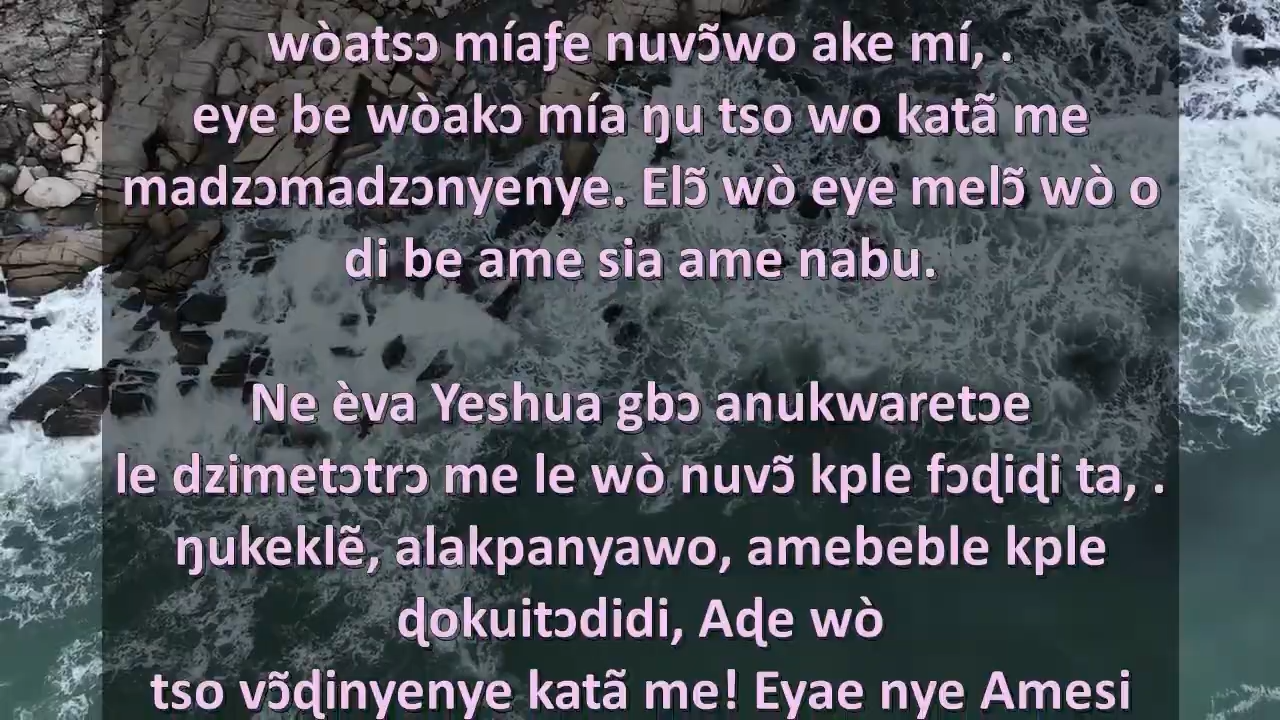 wòatsɔ míaƒe nuvɔ̃wo ake mí, .
eye be wòakɔ mía ŋu tso wo katã me
madzɔmadzɔnyenye. Elɔ̃ wò eye melɔ̃ wò o
di be ame sia ame nabu.
Ne èva Yeshua gbɔ anukwaretɔe
le dzimetɔtrɔ me le wò nuvɔ̃ kple fɔɖiɖi ta, .
ŋukeklẽ, alakpanyawo, amebeble kple
ɖokuitɔdidi, Aɖe wò
tso vɔ̃ɖinyenye katã me! Eyae nye Amesi